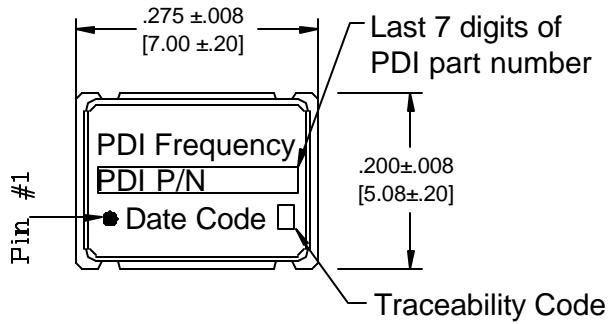 .275 ±.008
[7.00 ±.20]
Last 7 digits of
PDI part number
PDI Frequency
PDI P/N
Date Code
.200±.008
[5.08±.20]
Pin #1
Traceability Code